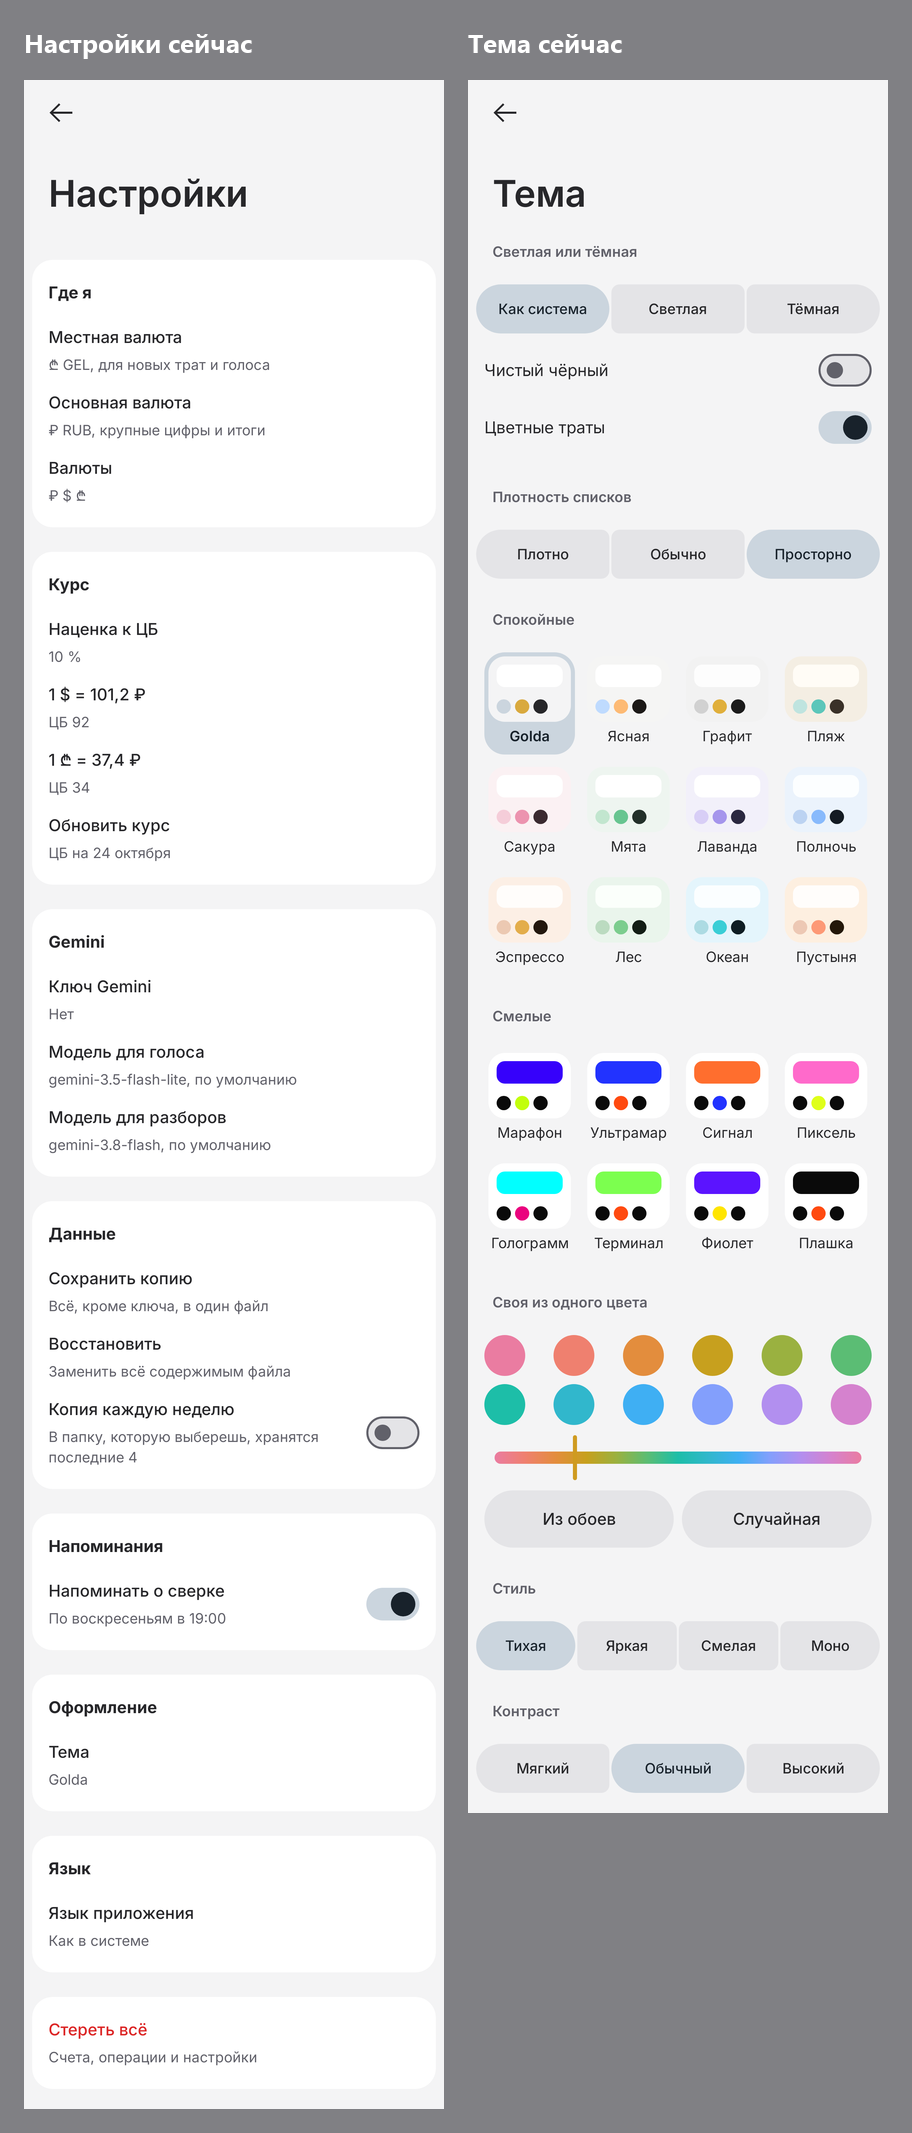 Настройки сейчас
Настройки
Где я
Местная валюта
₾ GEL, для новых трат и голоса
Основная валюта
₽ RUB, крупные цифры и итоги
Валюты
₽ $ ₾
Курс
Наценка к ЦБ
10 %
1 $ = 101,2 ₽
ЦБ 92
1 ₾ = 37,4 ₽
ЦБ 34
Обновить курс
ЦБ на 24 октября
Gemini
Ключ Gemini
Нет
Модель для голоса
gemini-3.5-flash-lite, по умолчанию
Модель для разборов
gemini-3.8-flash, по умолчанию
Данные
Сохранить копию
Всё, кроме ключа, в один файл
Восстановить
Заменить всё содержимым файла
Копия каждую неделю
В папку, которую выберешь, хранятся
последние 4
Напоминания
Напоминать о сверке
По воскресеньям в 19:00
Оформление
Тема
Golda
Язык
Язык приложения
Как в системе
Стереть всё
Счета, операции и настройки
Тема сейчас
Тема
Светлая или тёмная
Как система Светлая Тёмная
Чистый чёрный
Цветные траты
Плотность списков
Плотно Обычно Просторно
Спокойные
Golda Ясная Графит Пляж
Сакура Мята Лаванда Полночь
Эспрессо Лес Океан Пустыня
Смелые
Марафон Ультрамар Сигнал Пиксель
Голограмм Терминал Фиолет Плашка
Своя из одного цвета
Из обоев Случайная
Стиль
Тихая Яркая Смелая Моно
Контраст
Мягкий Обычный Высокий